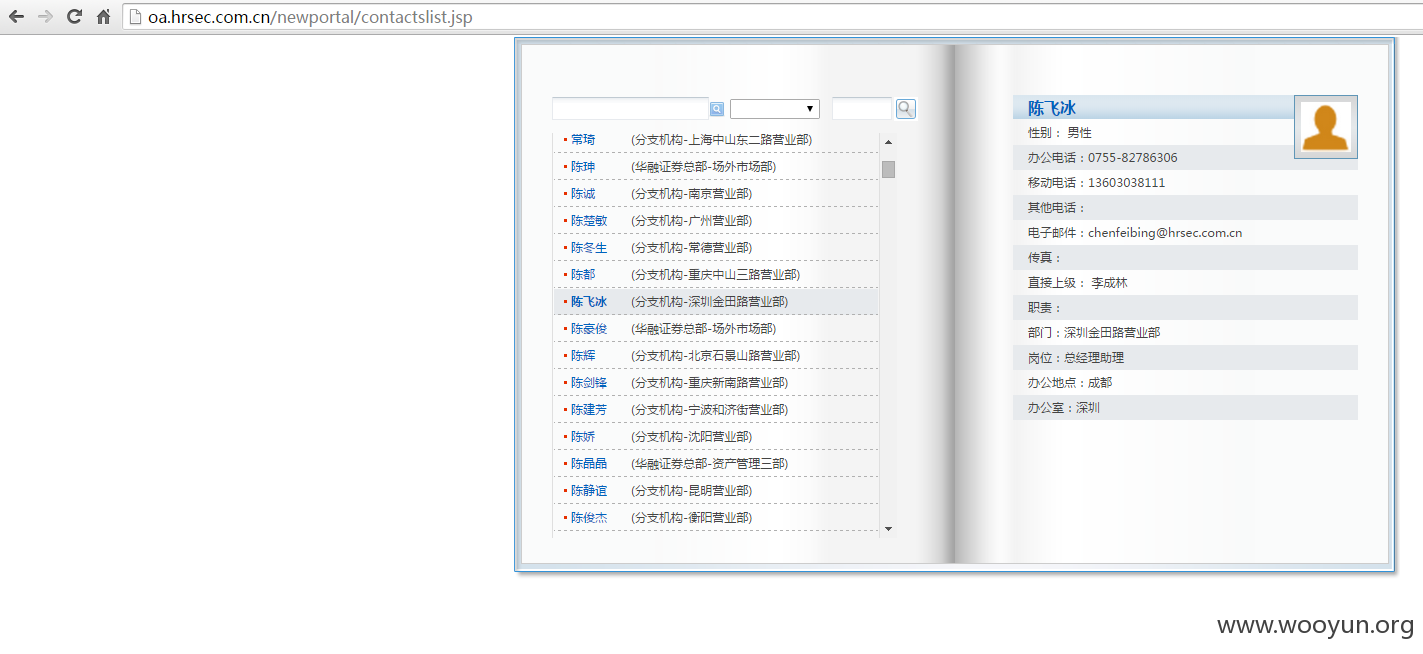 oa.hrsec.com.cn/newportal/contactslist.jsp
常琦 (分支机构-上海中山东二路营业部)
陈珅 (华融证券总部-场外市场部)
陈诚 (分支机构-南京营业部)
陈楚敏 (分支机构-广州营业部)
陈冬生 (分支机构-常德营业部)
陈都 (分支机构-重庆中山三路营业部)
陈飞冰 (分支机构-深圳金田路营业部)
陈豪俊 (华融证券总部-场外市场部)
陈辉 (分支机构-北京石景山路营业部)
陈剑锋 (分支机构-重庆新南路营业部)
陈建芳 (分支机构-宁波和济街营业部)
陈娇 (分支机构-沈阳营业部)
陈晶晶 (华融证券总部-资产管理三部)
陈静谊 (分支机构-昆明营业部)
陈俊杰 (分支机构-衡阳营业部)
陈飞冰
性别： 男性
办公电话：0755-82786306
移动电话：13603038111
其他电话：
电子邮件：chenfeibing@hrsec.com.cn
传真：
直接上级： 李成林
职责：
部门：深圳金田路营业部
岗位：总经理助理
办公地点：成都
办公室：深圳
www.wooyun.org